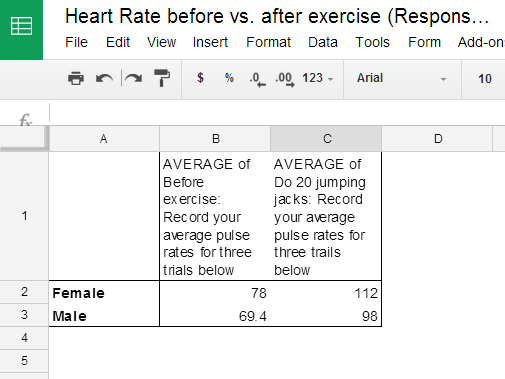 Heart Rate before vs. after exercise (Respons...
File Edit View Insert Format Data Tools Form Add-on
$ % .0 .00 123 Arial 10
fx
A B C D
1
AVERAGE of
Before
exercise:
Record your
average pulse
rates for three
trials below
AVERAGE of
Do 20 jumping
jacks: Record
your average
pulse rates for
three trails
below
2 Female 78 112
3 Male 69.4 98
4
5